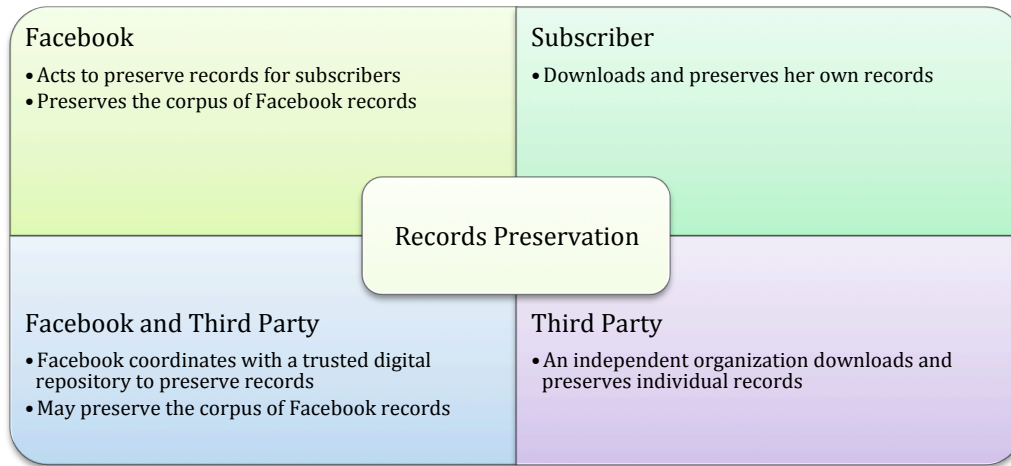 Facebook
• Acts to preserve records for subscribers
• Preserves the corpus of Facebook records
Subscriber
• Downloads and preserves her own records
Records Preservation
Facebook and Third Party
• Facebook coordinates with a trusted digital
repository to preserve records
• May preserve the corpus of Facebook records
Third Party
• An independent organization downloads and
preserves individual records